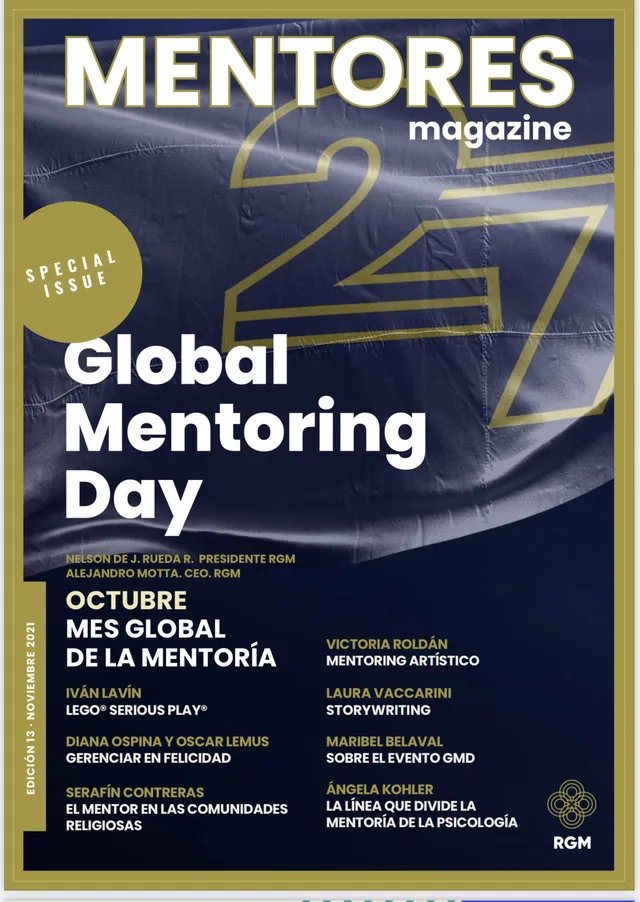 MENTORES
magazine
27
SPECIAL
ISSUE
Global
Mentoring
Day
NELSON DE J. RUEDA R. PRESIDENTE RGM
ALEJANDRO MOTTA. CEO. RGM
OCTUBRE
MES GLOBAL
DE LA MENTORÍA
IVÁN LAVÍN
LEGO® SERIOUS PLAY®
DIANA OSPINA Y OSCAR LEMUS
GERENCIAR EN FELICIDAD
SERAFÍN CONTRERAS
EL MENTOR EN LAS COMUNIDADES
RELIGIOSAS
VICTORIA ROLDÁN
MENTORING ARTÍSTICO
LAURA VACCARINI
STORYWRITING
MARIBEL BELAVAL
SOBRE EL EVENTO GMD
ÁNGELA KOHLER
LA LÍNEA QUE DIVIDE LA
MENTORÍA DE LA PSICOLOGÍA
EDICIÓN 13 · NOVIEMBRE 2021
RGM